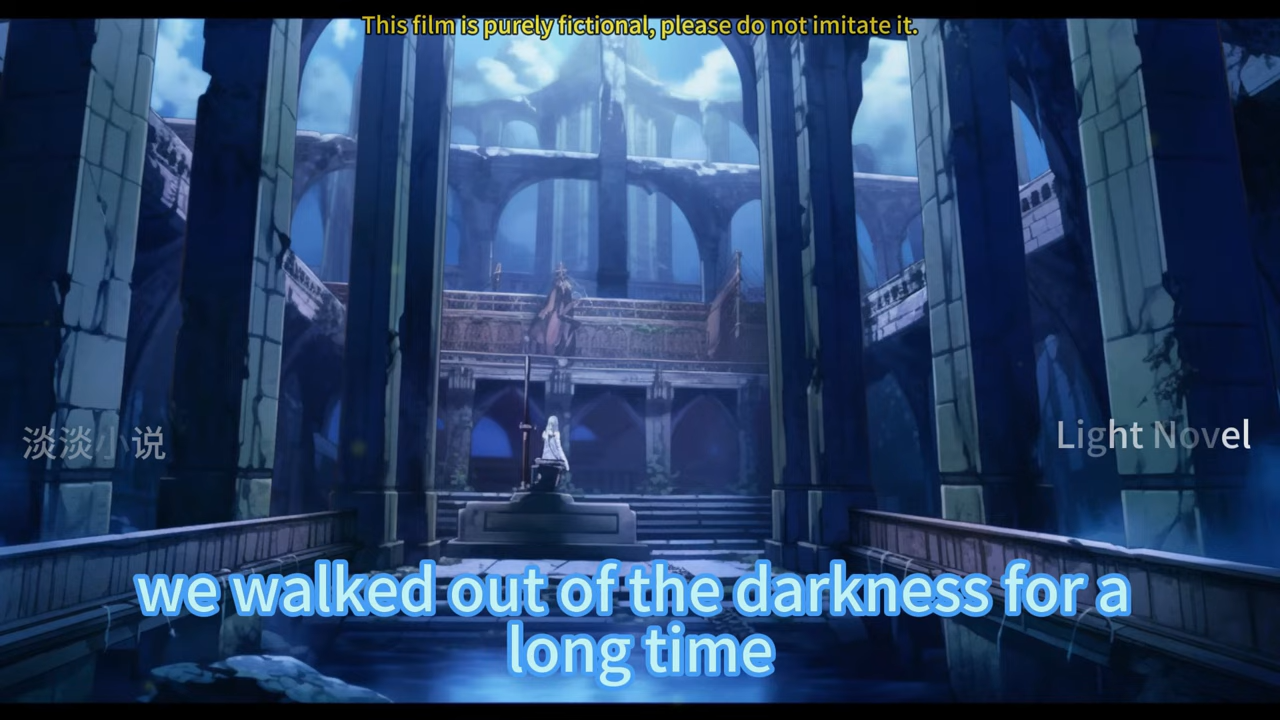 This film is purely fictional, please do not imitate it.
淡淡小说
Light Novel
we walked out of the darkness for a
long time